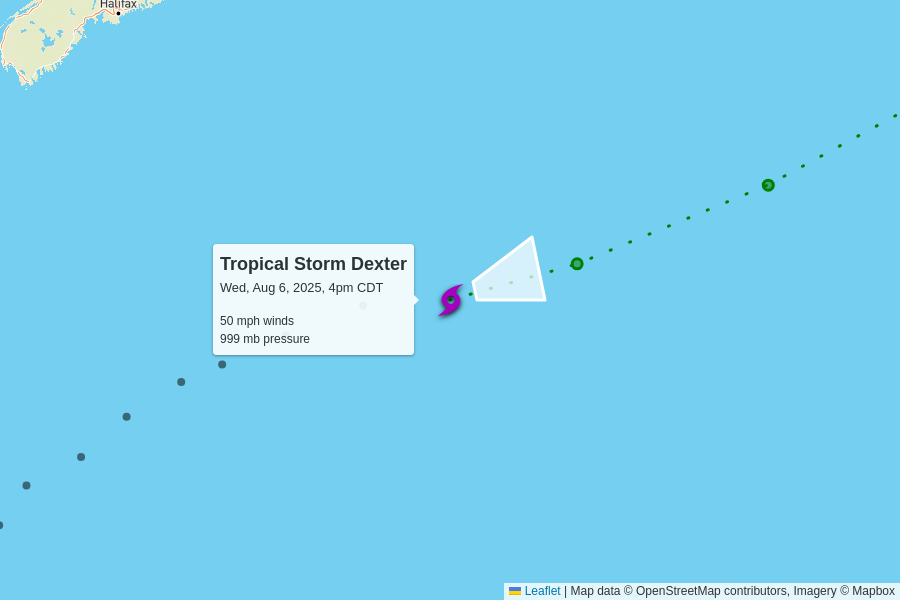 Halifax
Tropical Storm Dexter
Wed, Aug 6, 2025, 4pm CDT
50 mph winds
999 mb pressure
Leaflet | Map data © OpenStreetMap contributors, Imagery © Mapbox